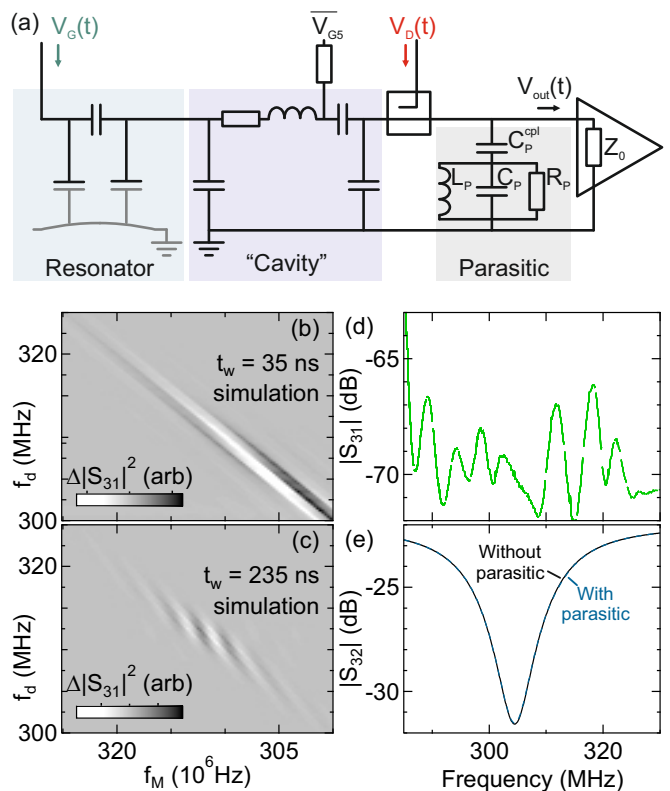 (a)
V_G(t)
V_G5
V_D(t)
V_out(t)
C_P^cpl
Z_0
L_P
C_P
R_P
Resonator
“Cavity”
Parasitic
(b)
t_w = 35 ns
simulation
f_d (MHz)
320
300
Δ|S_31|^2 (arb)
(c)
t_w = 235 ns
simulation
f_d (MHz)
320
300
Δ|S_31|^2 (arb)
320
305
f_M (10^6Hz)
(d)
|S_31| (dB)
-65
-70
(e)
|S_32| (dB)
-25
-30
Without
parasitic
With
parasitic
300
320
Frequency (MHz)